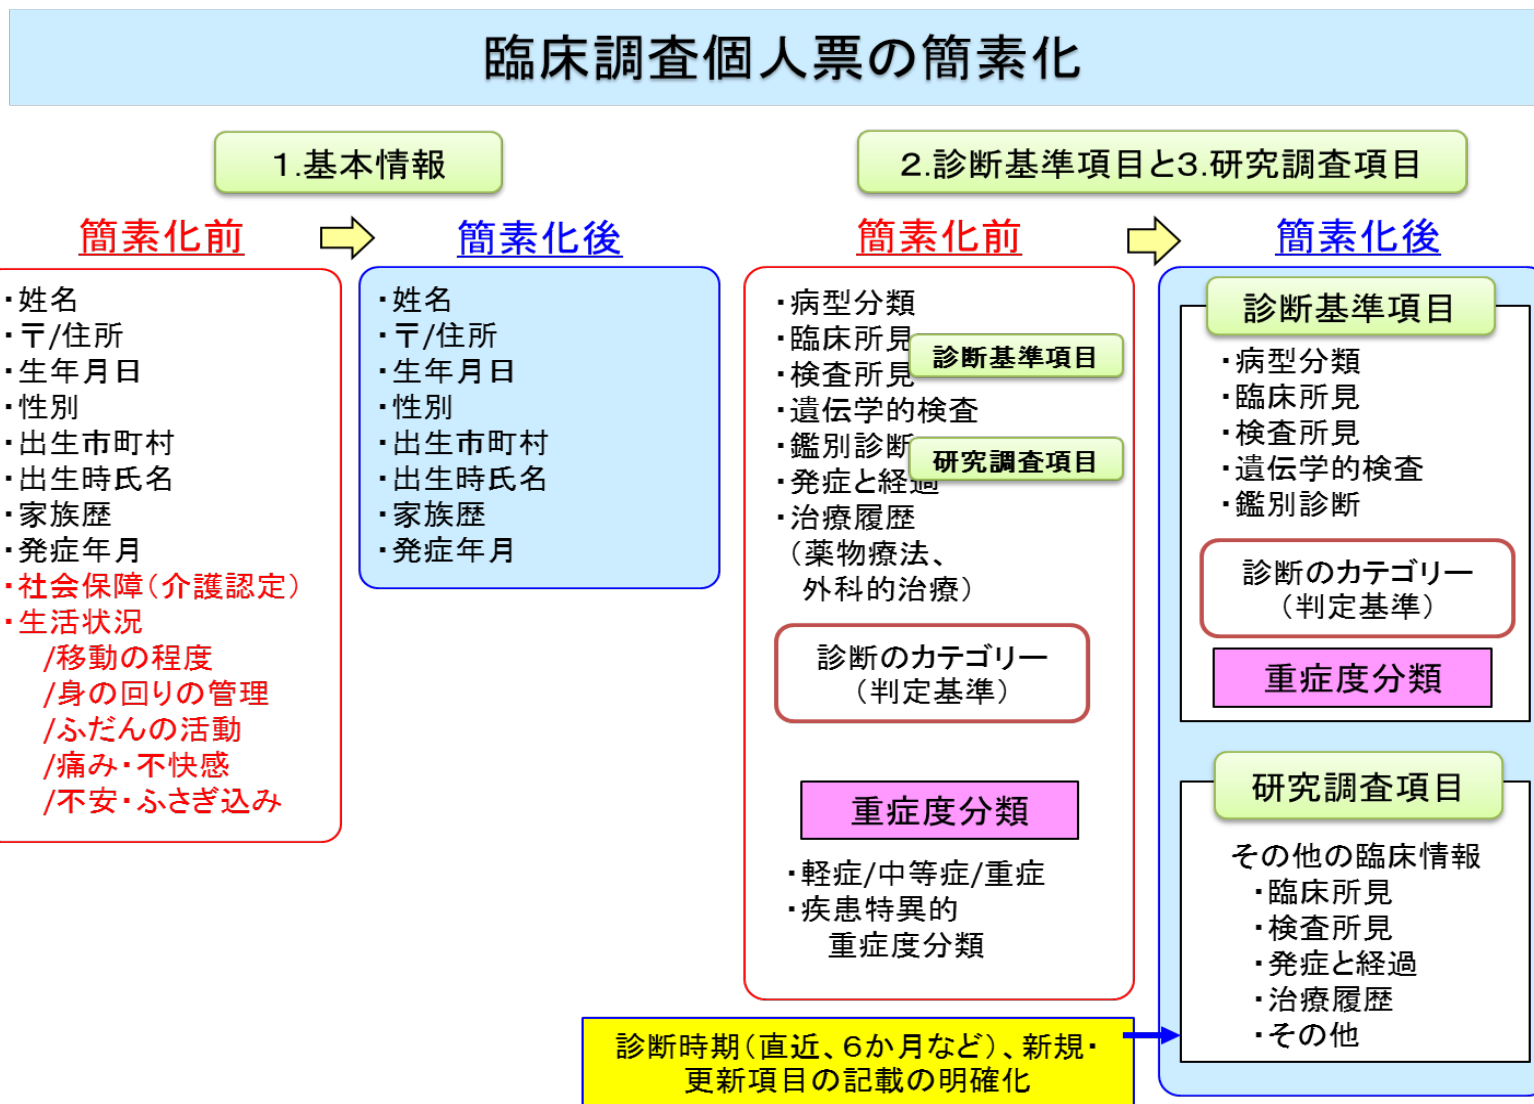 臨床調査個人票の簡素化
1.基本情報
簡素化前
簡素化後
・姓名
・〒/住所
・生年月日
・性別
・出生市町村
・出生時氏名
・家族歴
・発症年月
・社会保障（介護認定）
・生活状況
/移動の程度
/身の回りの管理
/ふだんの活動
/痛み・不快感
/不安・ふさぎ込み
・姓名
・〒/住所
・生年月日
・性別
・出生市町村
・出生時氏名
・家族歴
・発症年月
2.診断基準項目と3.研究調査項目
簡素化前
簡素化後
・病型分類
・臨床所見
・検査所見
・遺伝学的検査
・鑑別診断
・発症と経過
・治療履歴
（薬物療法、
外科的治療）
診断基準項目
研究調査項目
診断のカテゴリー
（判定基準）
重症度分類
・軽症/中等症/重症
・疾患特異的
重症度分類
診断基準項目
・病型分類
・臨床所見
・検査所見
・遺伝学的検査
・鑑別診断
診断のカテゴリー
（判定基準）
重症度分類
研究調査項目
その他の臨床情報
・臨床所見
・検査所見
・発症と経過
・治療履歴
・その他
診断時期（直近、６か月など）、新規・
更新項目の記載の明確化